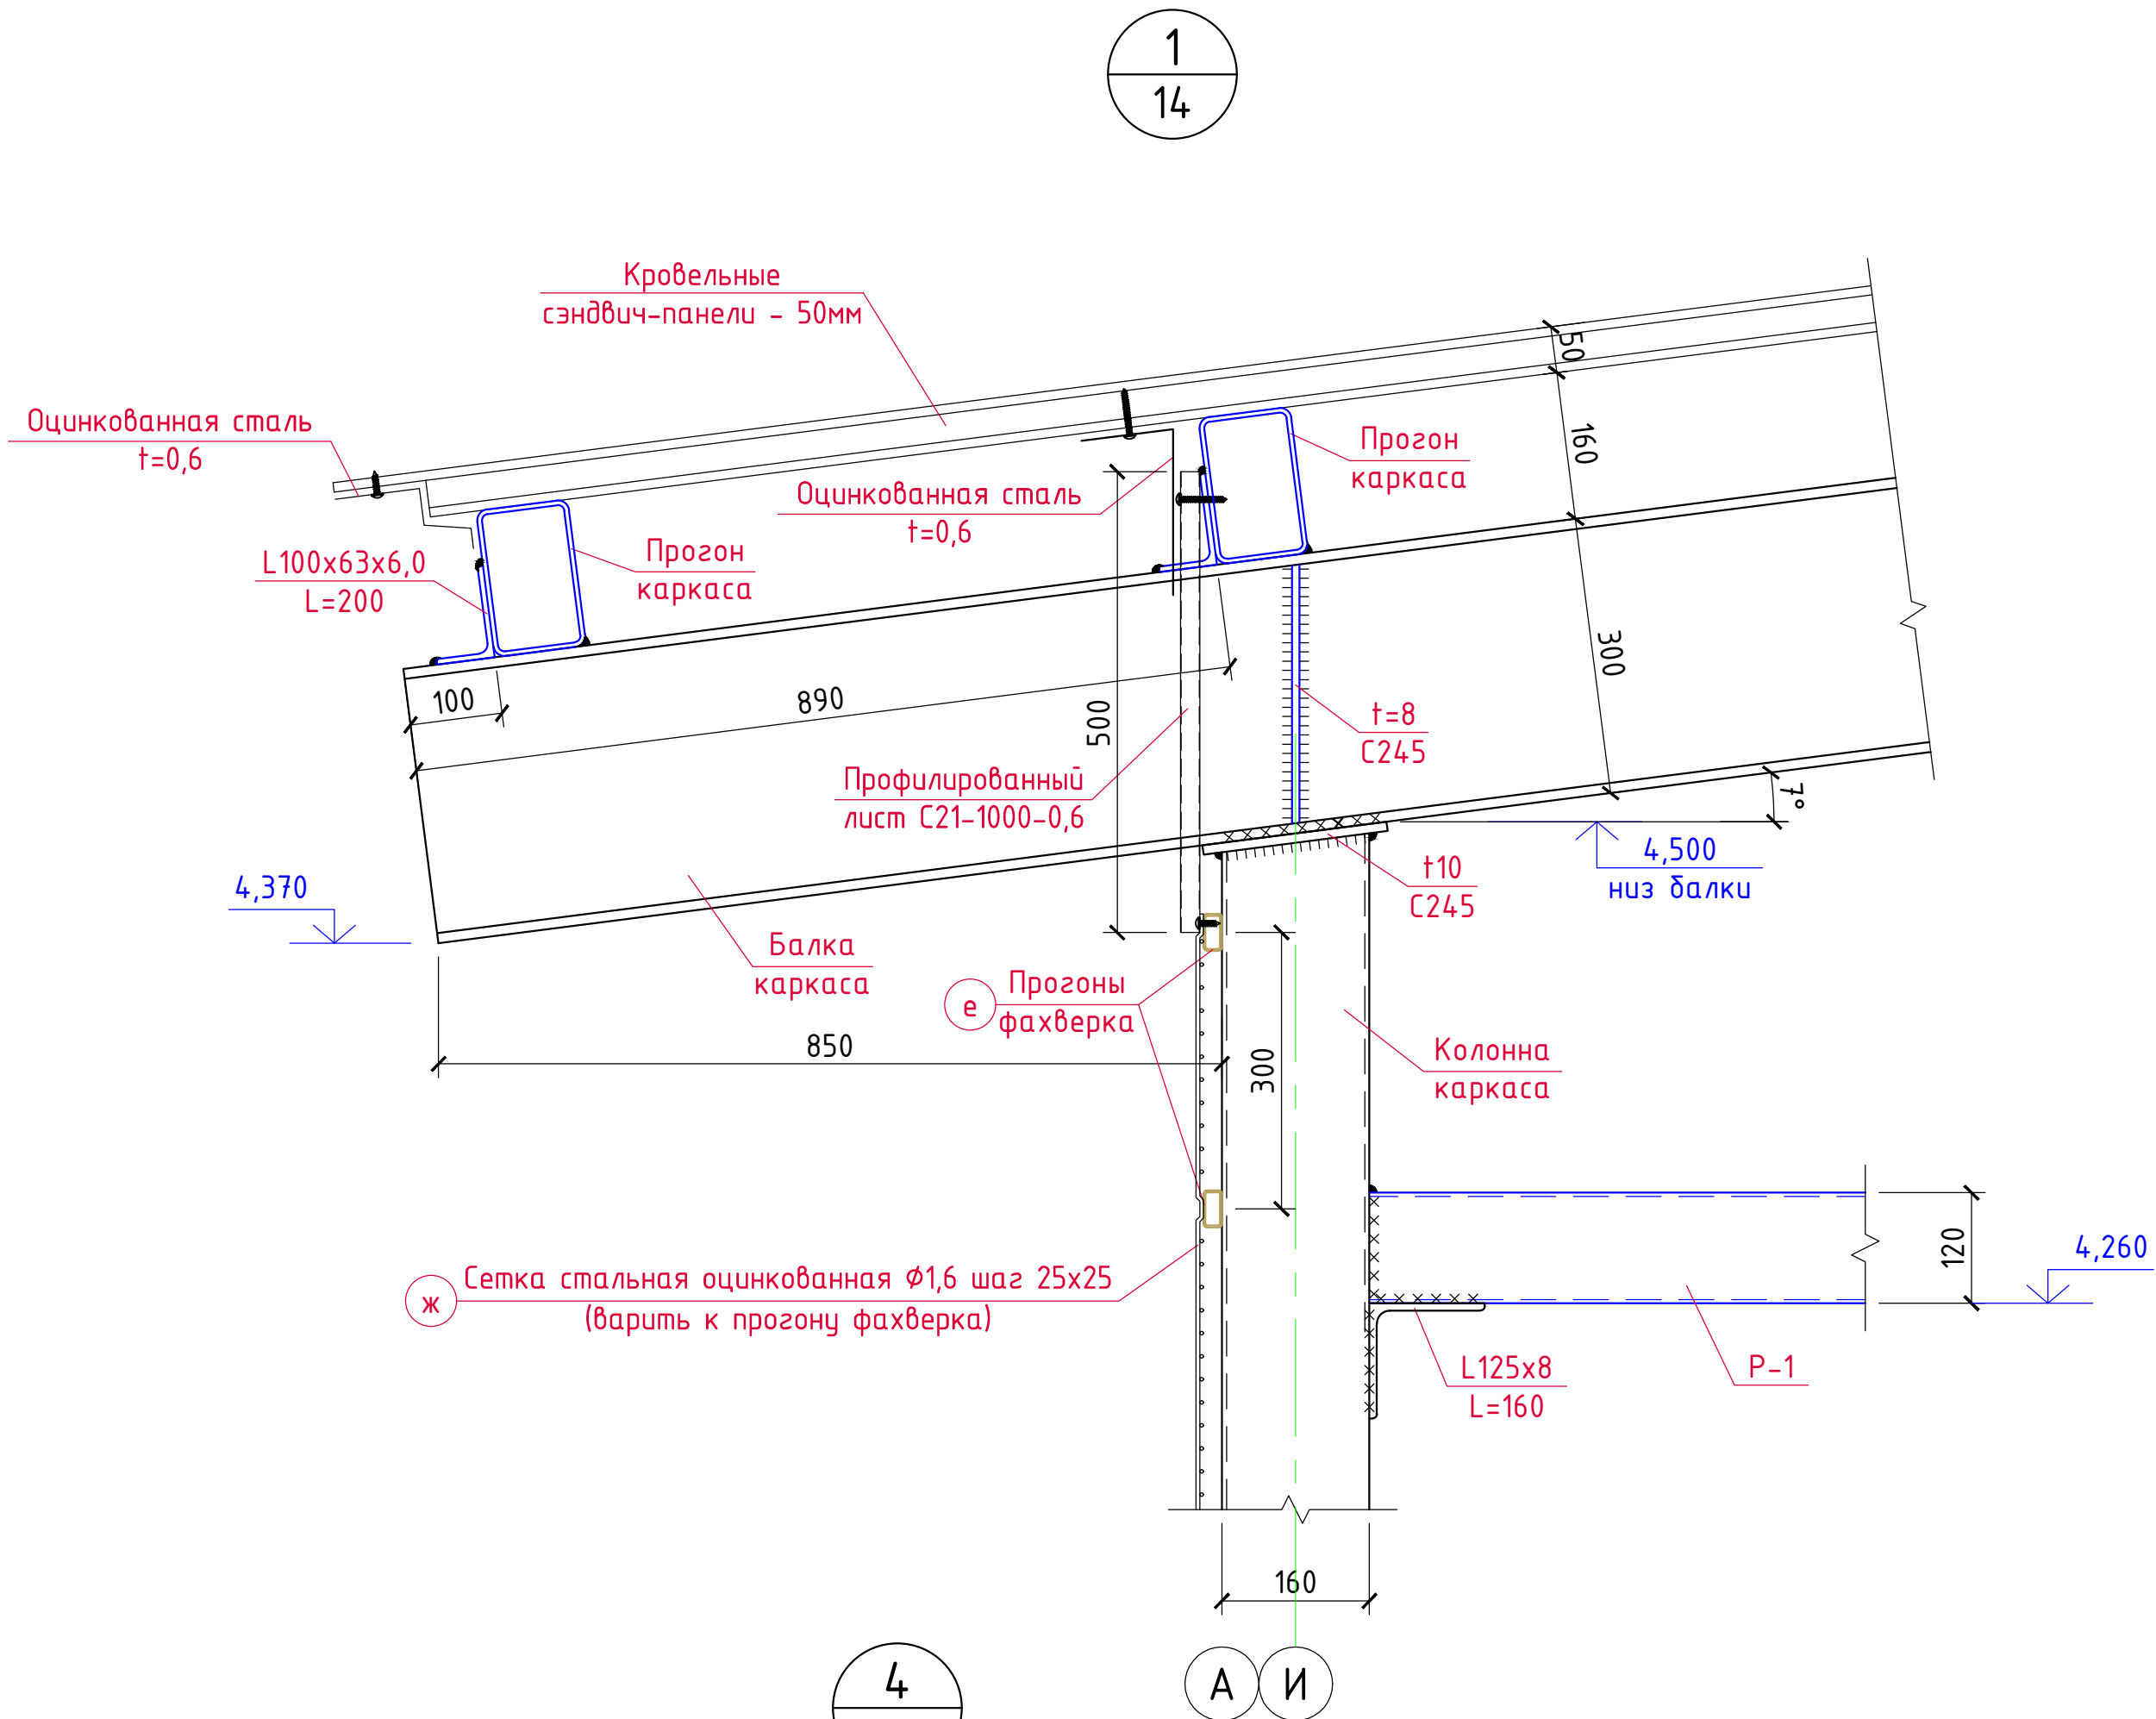 1
14
Кровельные
сэндвич-панели - 50мм
Оцинкованная сталь
t=0,6
50
160
300
Прогон
каркаса
Оцинкованная сталь
t=0,6
Прогон
каркаса
L100x63x6,0
L=200
100
890
500
t=8
С245
Профилированный
лист С21-1000-0,6
7°
4,500
низ балки
t10
С245
4,370
Балка
каркаса
е
Прогоны
фахверка
850
300
Колонна
каркаса
120
4,260
ж
Сетка стальная оцинкованная Ø1,6 шаг 25х25
(варить к прогону фахверка)
L125x8
L=160
Р-1
160
А
И
4